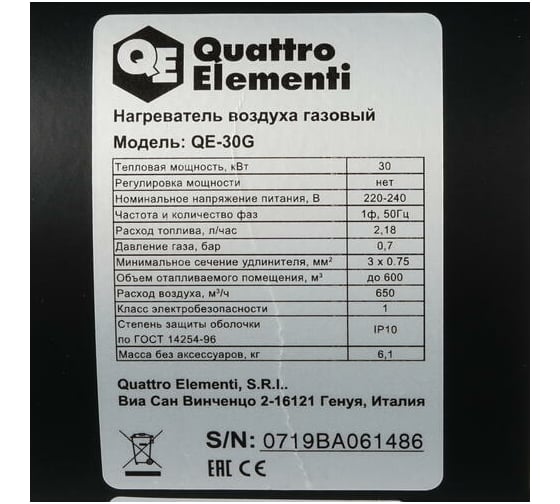 QE Quattro
Elementi
Нагреватель воздуха газовый
Модель: QE-30G
Тепловая мощность, кВт 30
Регулировка мощности нет
Номинальное напряжение питания, В 220-240
Частота и количество фаз 1ф, 50Гц
Расход топлива, л/час 2,18
Давление газа, бар 0,7
Минимальное сечение удлинителя, мм² 3 x 0.75
Объем отапливаемого помещения, м³ до 600
Расход воздуха, м³/ч 650
Класс электробезопасности 1
Степень защиты оболочки
по ГОСТ 14254-96 IP10
Масса без аксессуаров, кг 6,1
Quattro Elementi, S.R.I..
Виа Сан Винченцо 2-16121 Генуя, Италия
S/N: 0719BA061486
EAC CE